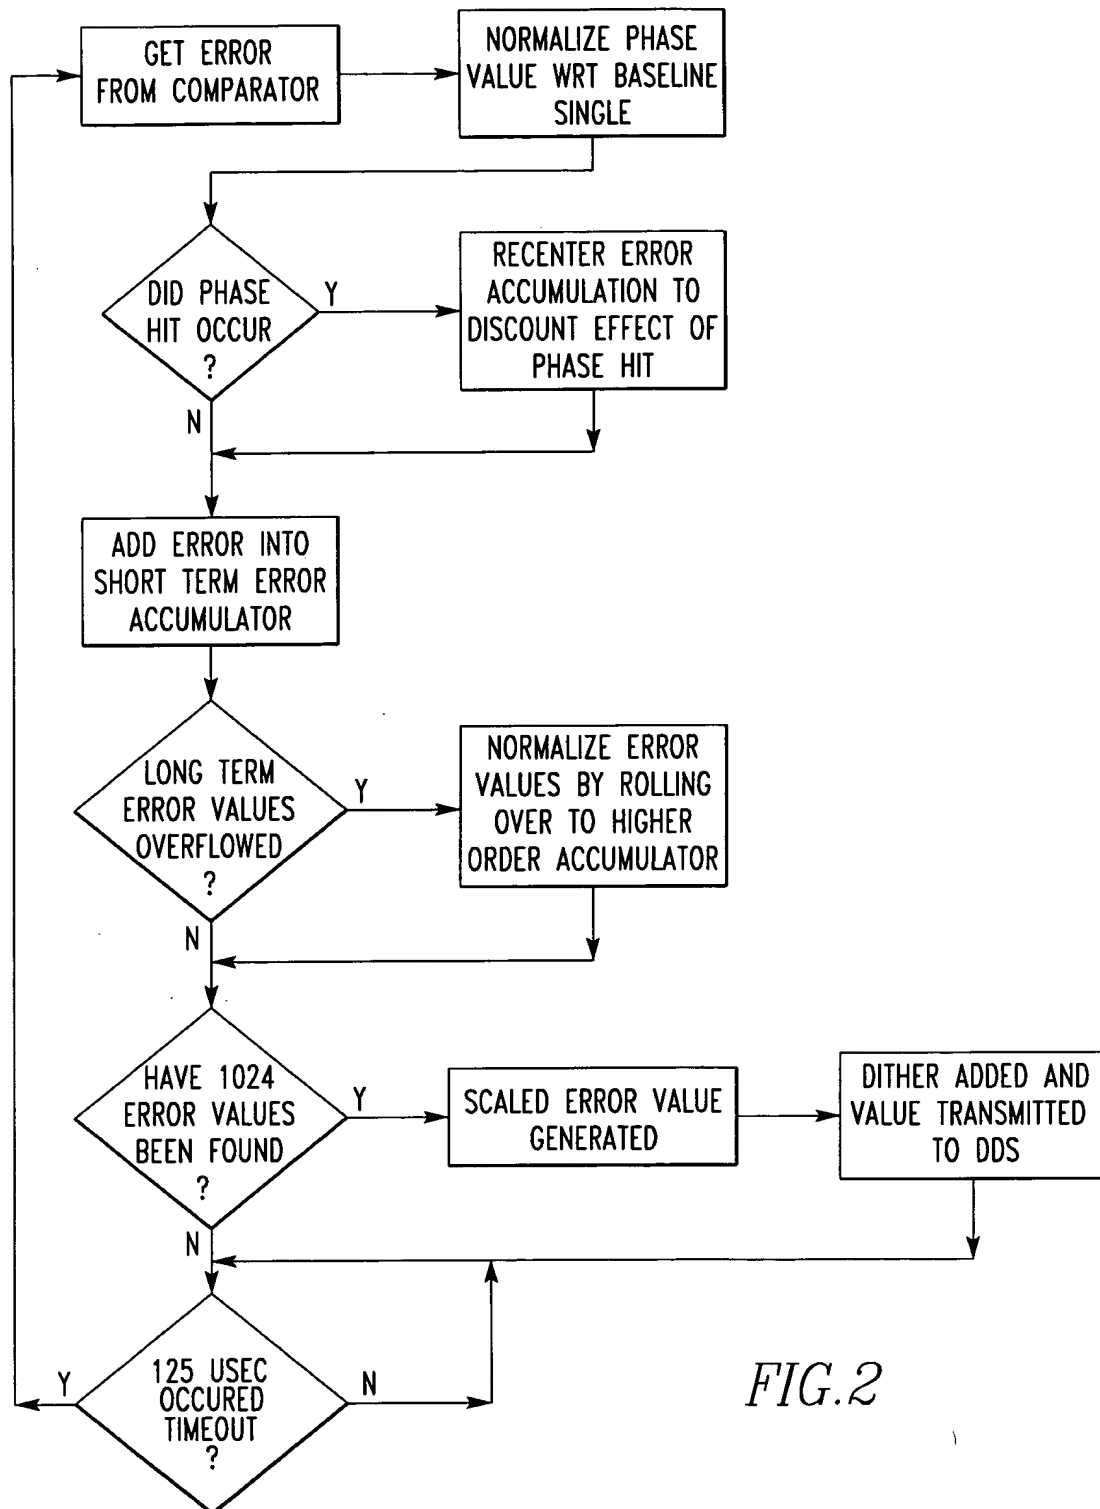 GET ERROR
FROM COMPARATOR
NORMALIZE PHASE
VALUE WRT BASELINE
SINGLE
DID PHASE
HIT OCCUR
?
Y
N
RECENTER ERROR
ACCUMULATION TO
DISCOUNT EFFECT OF
PHASE HIT
ADD ERROR INTO
SHORT TERM ERROR
ACCUMULATOR
LONG TERM
ERROR VALUES
OVERFLOWED
?
Y
N
NORMALIZE ERROR
VALUES BY ROLLING
OVER TO HIGHER
ORDER ACCUMULATOR
HAVE 1024
ERROR VALUES
BEEN FOUND
?
Y
N
SCALED ERROR VALUE
GENERATED
DITHER ADDED AND
VALUE TRANSMITTED
TO DDS
125 USEC
OCCURED
TIMEOUT
?
Y
N
FIG.2